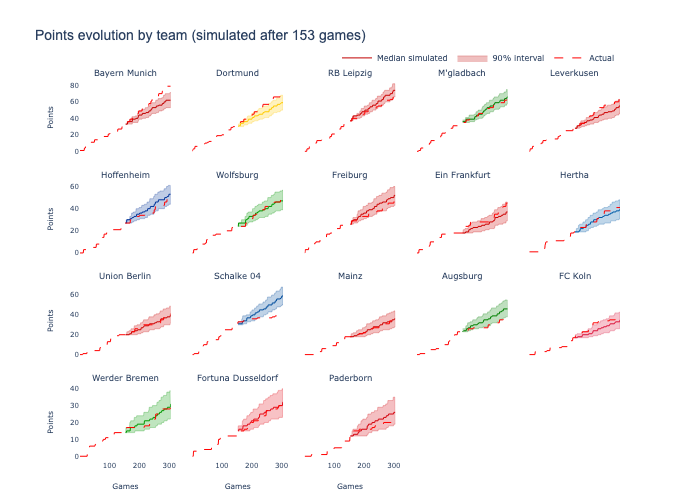 Points evolution by team (simulated after 153 games)
Median simulated 90% interval Actual
Bayern Munich Dortmund RB Leipzig M'gladbach Leverkusen
80
60
40
20
0
Points
Hoffenheim Wolfsburg Freiburg Ein Frankfurt Hertha
60
40
20
0
Points
Union Berlin Schalke 04 Mainz Augsburg FC Koln
60
40
20
0
Points
Werder Bremen Fortuna Dusseldorf Paderborn
40
30
20
10
0
Points
100 200 300 100 200 300 100 200 300
Games Games Games